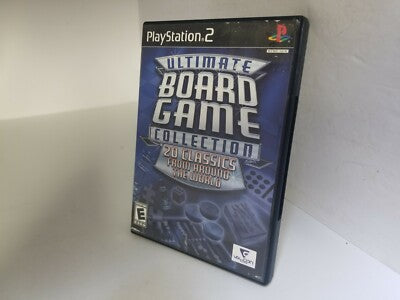 PlayStation 2
ULTIMATE
BOARD
GAME
COLLECTION
20 CLASSICS
FROM AROUND
THE WORLD
E